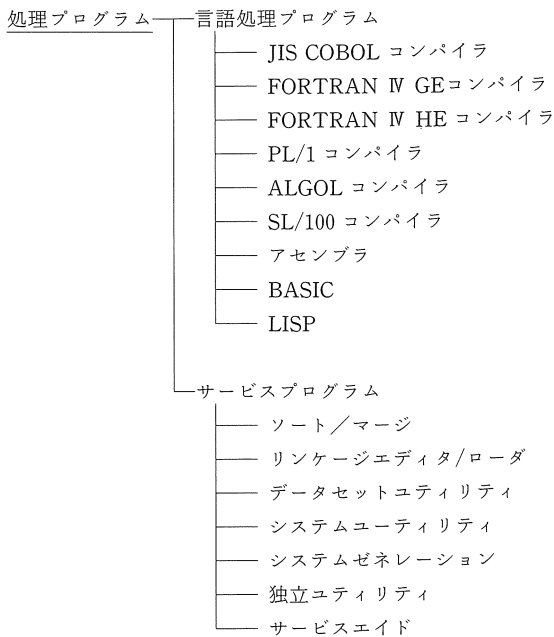 処理プログラム 言語処理プログラム
JIS COBOL コンパイラ
FORTRAN Ⅳ GEコンパイラ
FORTRAN Ⅳ HE コンパイラ
PL/1 コンパイラ
ALGOL コンパイラ
SL/100 コンパイラ
アセンブラ
BASIC
LISP
サービスプログラム
ソート／マージ
リンケージエディタ/ローダ
データセットユティリティ
システムユーティリティ
システムゼネレーション
独立ユティリティ
サービスエイド